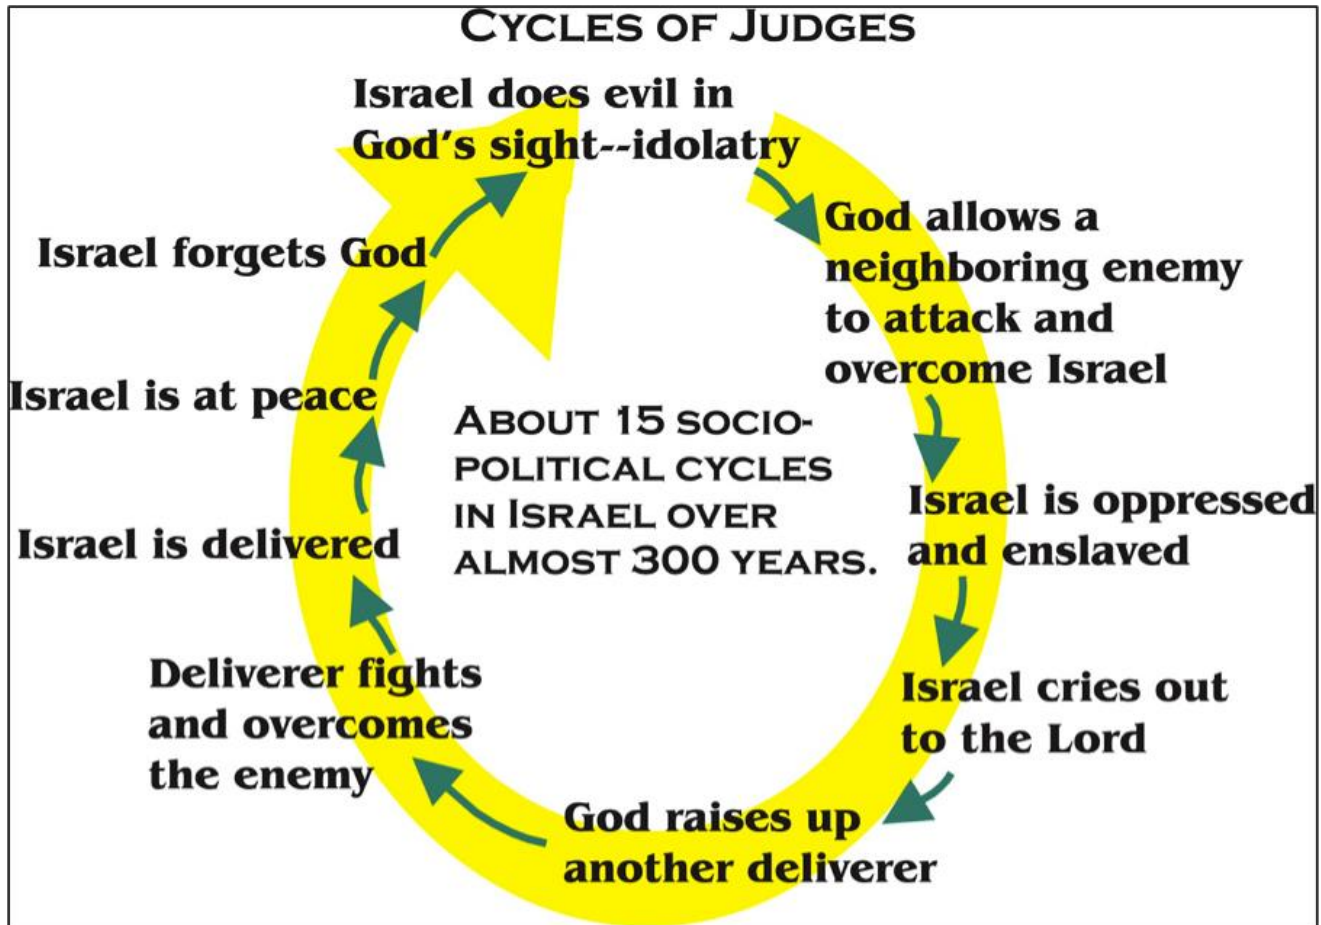 CYCLES OF JUDGES
Israel does evil in
God's sight--idolatry
God allows a
neighboring enemy
to attack and
overcome Israel
Israel is oppressed
and enslaved
Israel cries out
to the Lord
God raises up
another deliverer
Deliverer fights
and overcomes
the enemy
Israel is delivered
Israel is at peace
Israel forgets God
ABOUT 15 SOCIO-
POLITICAL CYCLES
IN ISRAEL OVER
ALMOST 300 YEARS.